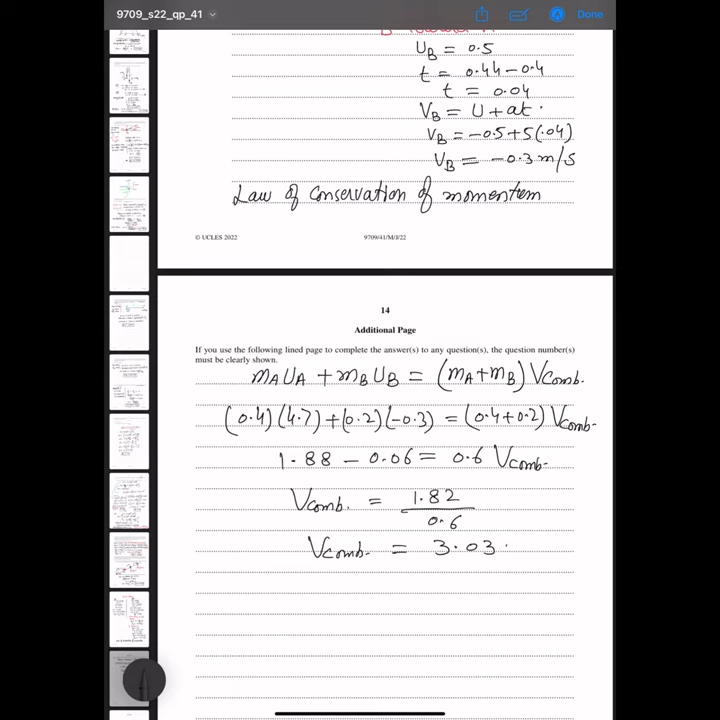 9709_s22_qp_41
Done
U_B = 0.5
t = 0.44-0.4
t = 0.04
V_B = U + at.
V_B = -0.5+5(.04)
V_B = -0.3 m/s
Law of Conservation of momentum
© UCLES 2022 9709/41/M/J/22
14
Additional Page
If you use the following lined page to complete the answer(s) to any question(s), the question number(s)
must be clearly shown.
m_A U_A + m_B U_B = (m_A+m_B) V_comb.
(0.4)(4.7)+(0.2)(-0.3) = (0.4+0.2) V_comb.
1.88 - 0.06 = 0.6 V_comb.
V_comb. = 1.82
0.6
V_comb. = 3.03.